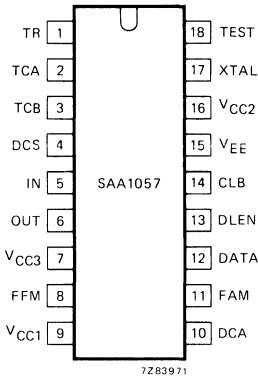 TR 1 18 TEST
TCA 2 17 XTAL
TCB 3 16 VCC2
DCS 4 15 VEE
IN 5 SAA1057 14 CLB
OUT 6 13 DLEN
VCC3 7 12 DATA
FFM 8 11 FAM
VCC1 9 10 DCA
7Z83971